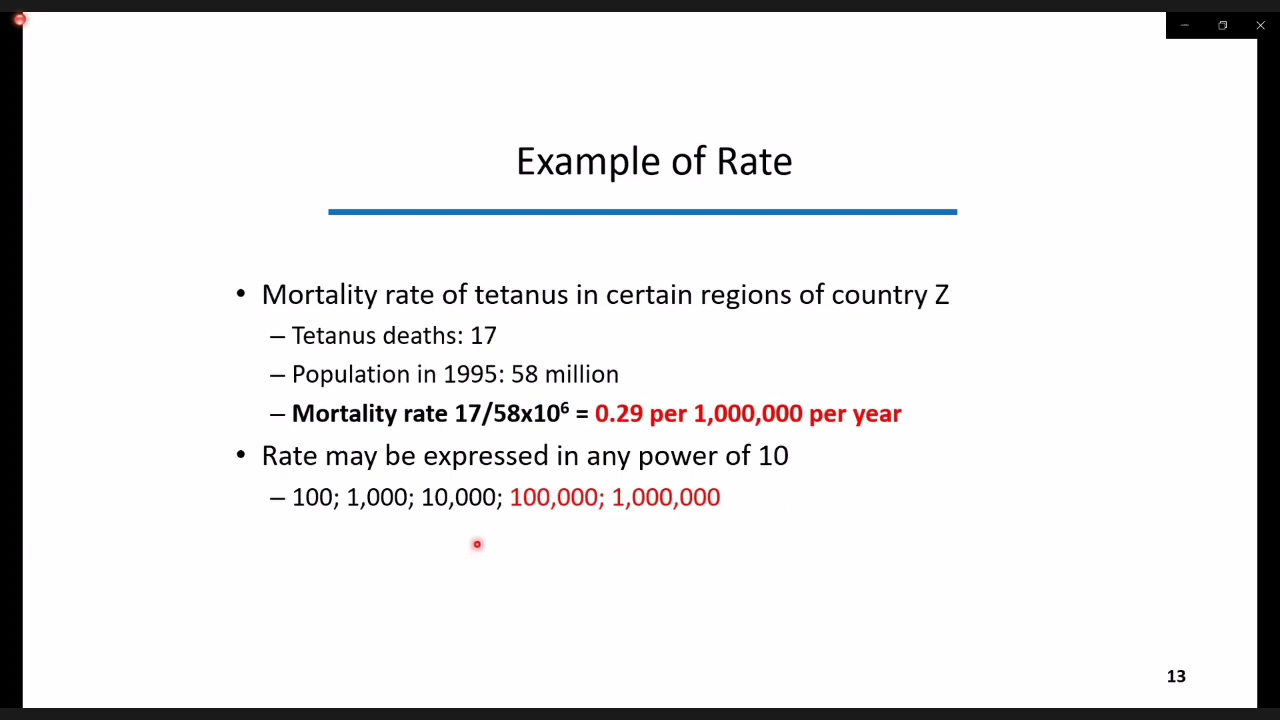 Example of Rate
• Mortality rate of tetanus in certain regions of country Z
– Tetanus deaths: 17
– Population in 1995: 58 million
– Mortality rate 17/58x10⁶ = 0.29 per 1,000,000 per year
• Rate may be expressed in any power of 10
– 100; 1,000; 10,000; 100,000; 1,000,000
13